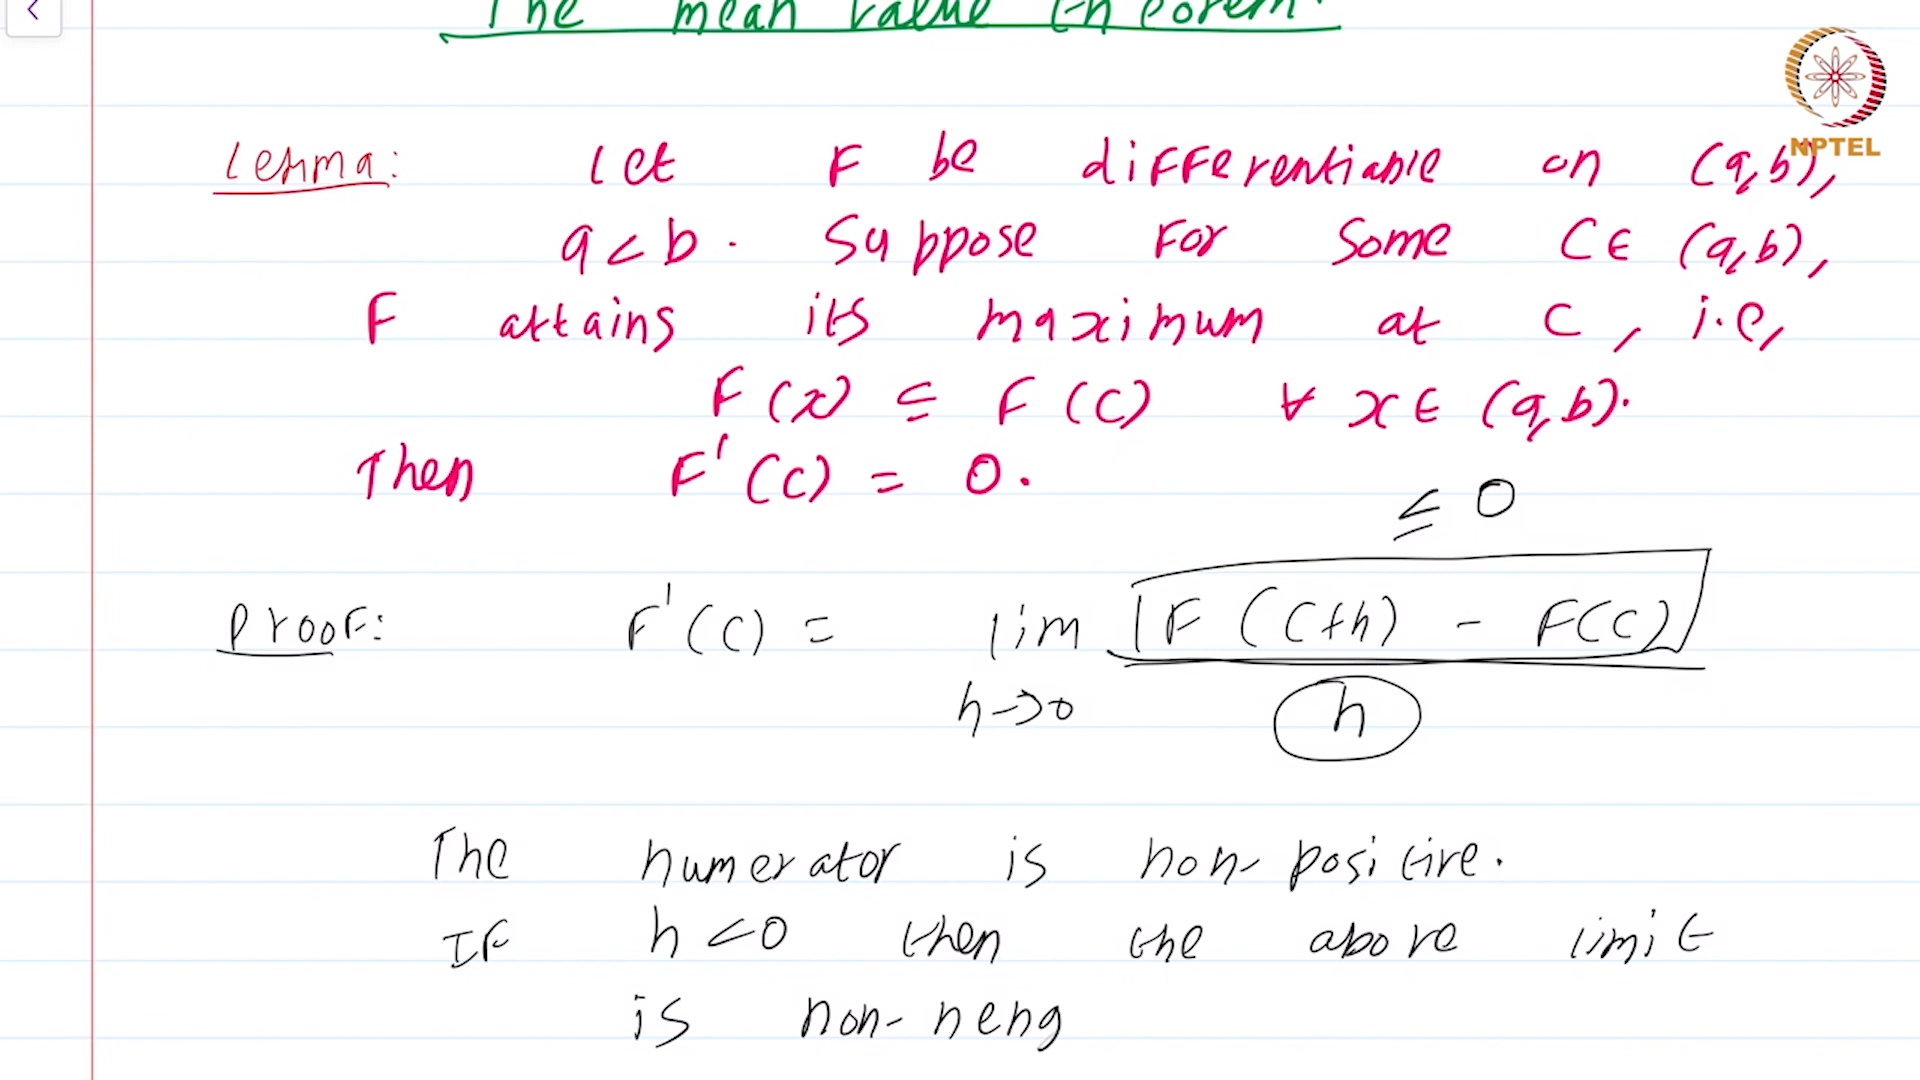 The mean value theorem.
NPTEL
Lemma: Let F be differentiable on (a,b),
a<b. Suppose for some C∈ (a,b),
F attains its maximum at C, i.e,
F(x) ≤ F(C) ∀ x∈ (a,b).
Then F'(C) = 0.
≤ 0
Proof: F'(C) = lim F(C+h) - F(C)
h→0 h
The numerator is non-positive.
If h<0 then the above limit
is non-neng